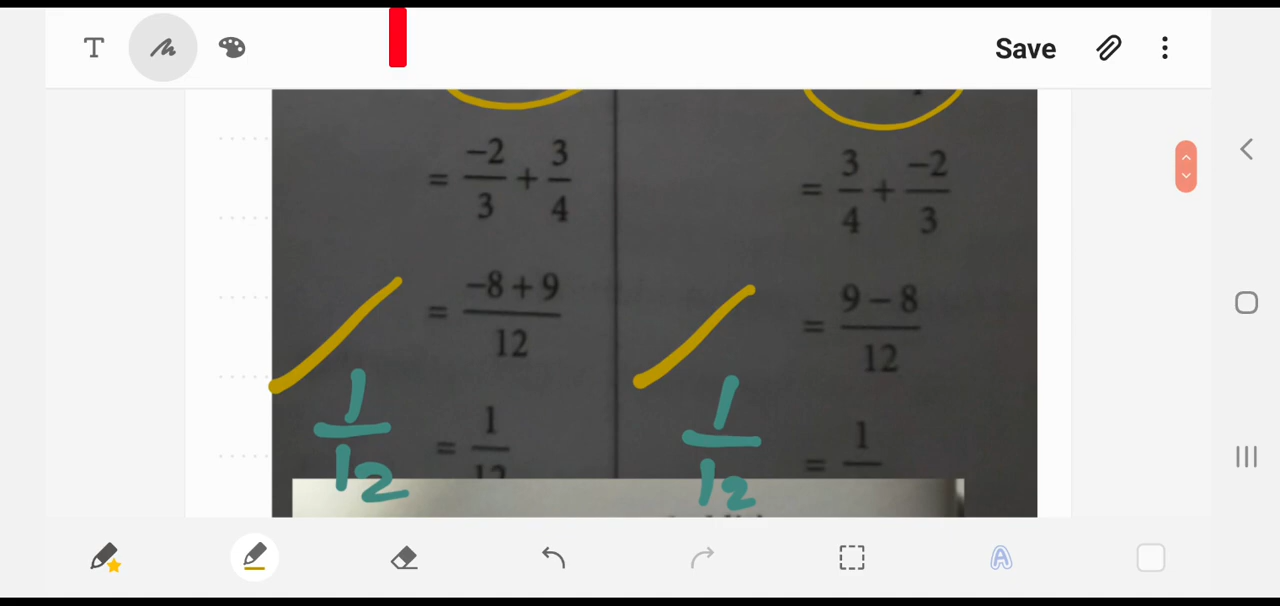 T Save
= -2/3 + 3/4
= 3/4 + -2/3
= -8 + 9/12
= 9 - 8/12
1/12
= 1/12
1/12
= 1/
A